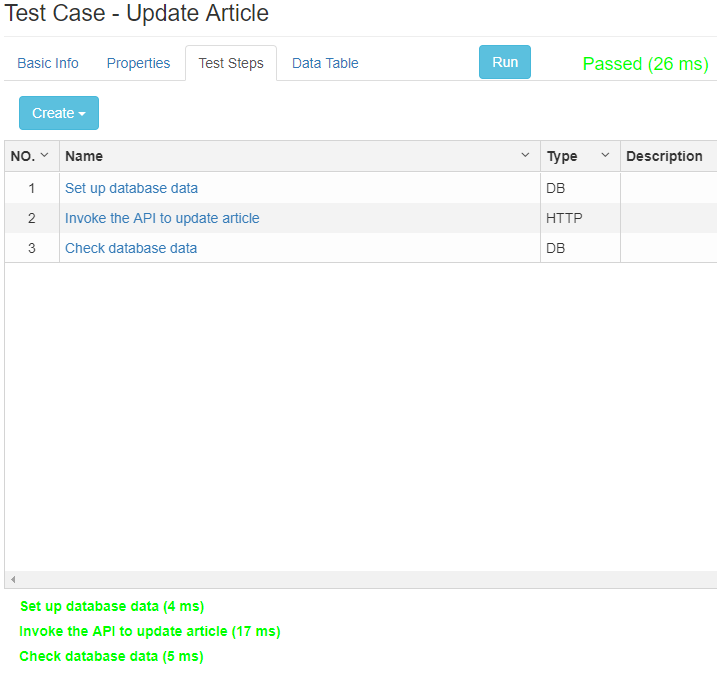 Test Case - Update Article
Basic Info Properties Test Steps Data Table Run Passed (26 ms)
Create
NO. Name Type Description
1 Set up database data DB
2 Invoke the API to update article HTTP
3 Check database data DB
Set up database data (4 ms)
Invoke the API to update article (17 ms)
Check database data (5 ms)